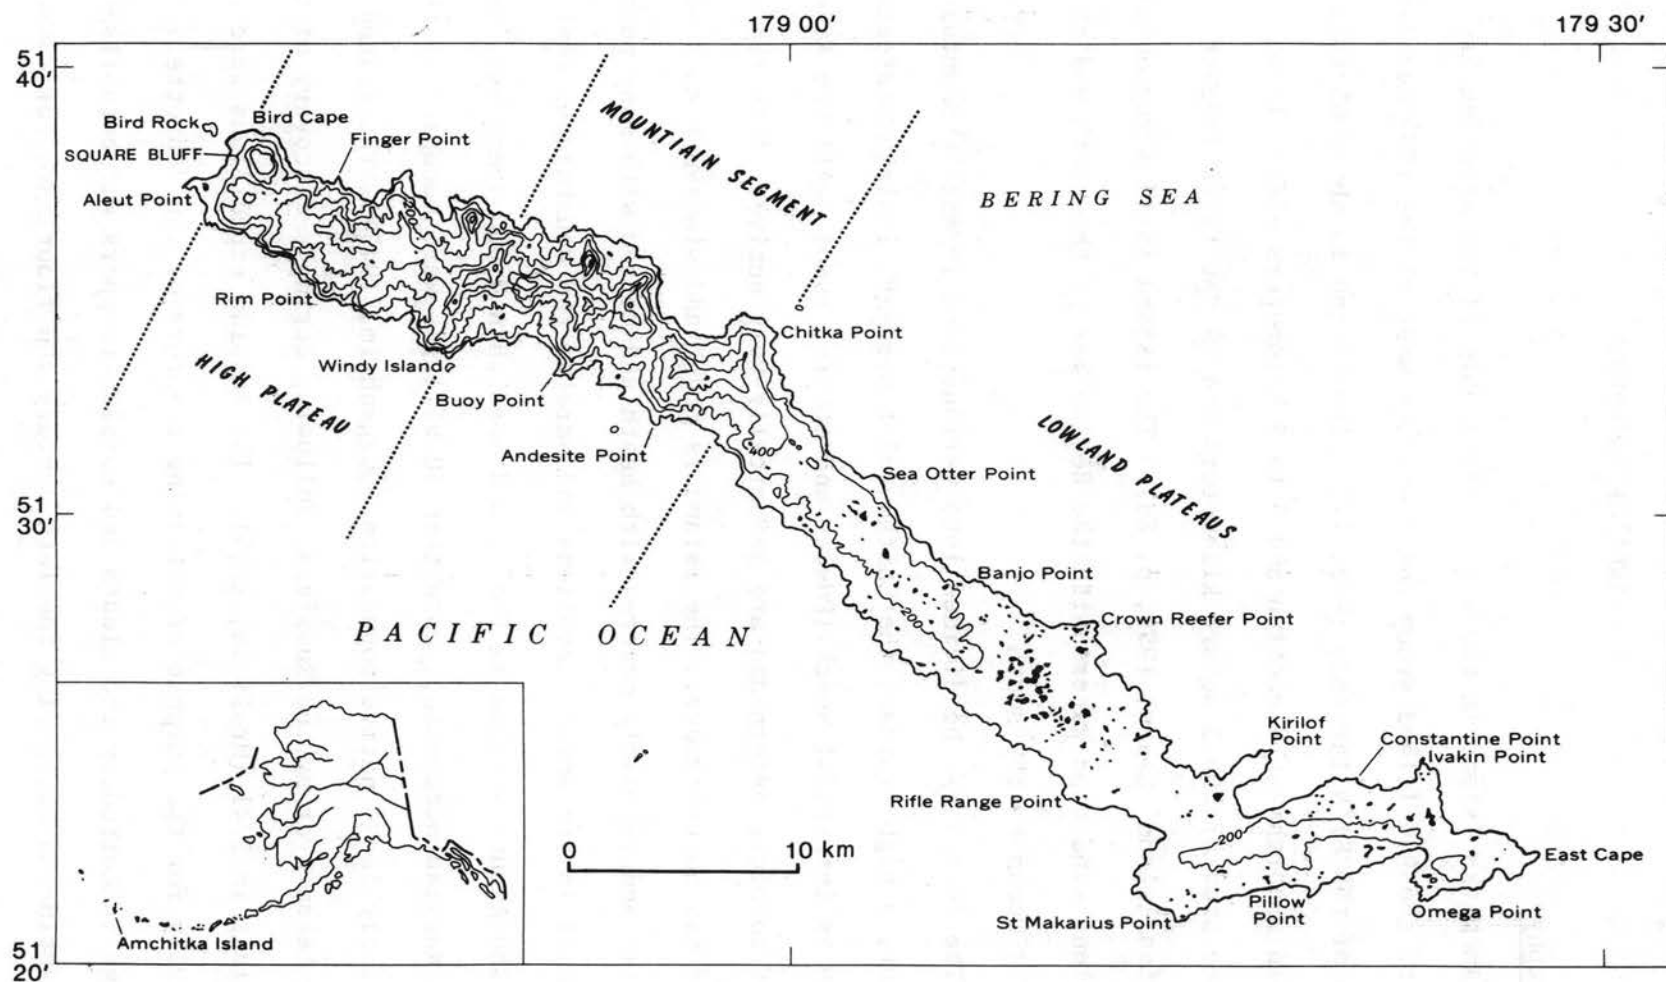 179 00'
179 30'
51
40'
Bird Rock
Bird Cape
Finger Point
SQUARE BLUFF
Aleut Point
MOUNTIAIN SEGMENT
BERING SEA
Rim Point
Chitka Point
Windy Island
HIGH PLATEAU
Buoy Point
Andesite Point
400
LOWLAND PLATEAUS
Sea Otter Point
51
30'
Banjo Point
200
Crown Reefer Point
PACIFIC OCEAN
Kirilof
Point
Constantine Point
Ivakin Point
Rifle Range Point
200
0
10 km
East Cape
Pillow
Point
St Makarius Point
Omega Point
Amchitka Island
51
20'